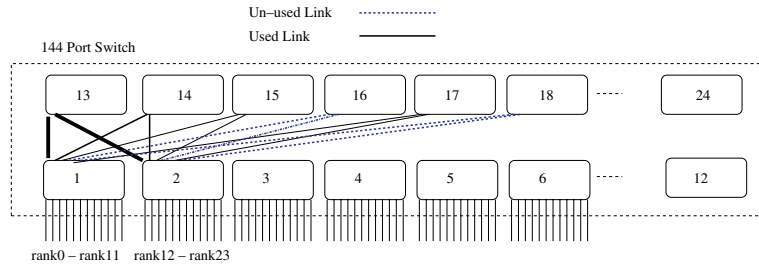 Un–used Link
Used Link
144 Port Switch
13 14 15 16 17 18 24
1 2 3 4 5 6 12
rank0 – rank11 rank12 – rank23